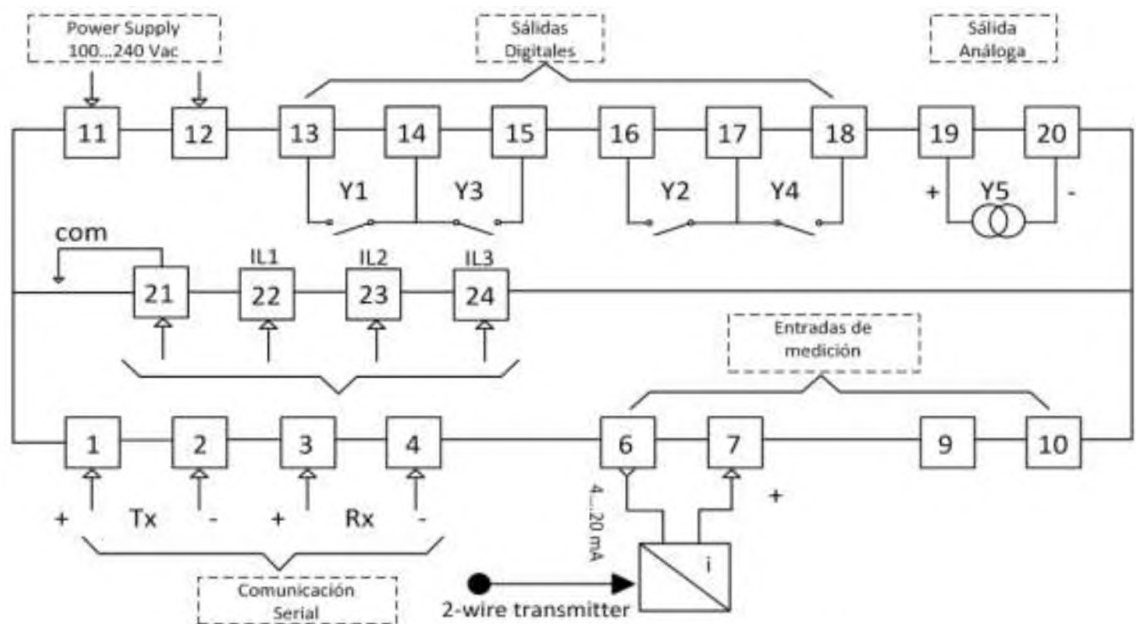 Power Supply
100...240 Vac
Sálidas
Digitales
Sálida
Análoga
11 12 13 14 15 16 17 18 19 20
Y1 Y3 Y2 Y4 + Y5 -
com
IL1 IL2 IL3
21 22 23 24
Entradas de
medición
1 2 3 4 6 7 9 10
+ Tx - + Rx - 4....20 mA +
i
2-wire transmitter
Comunicación
Serial